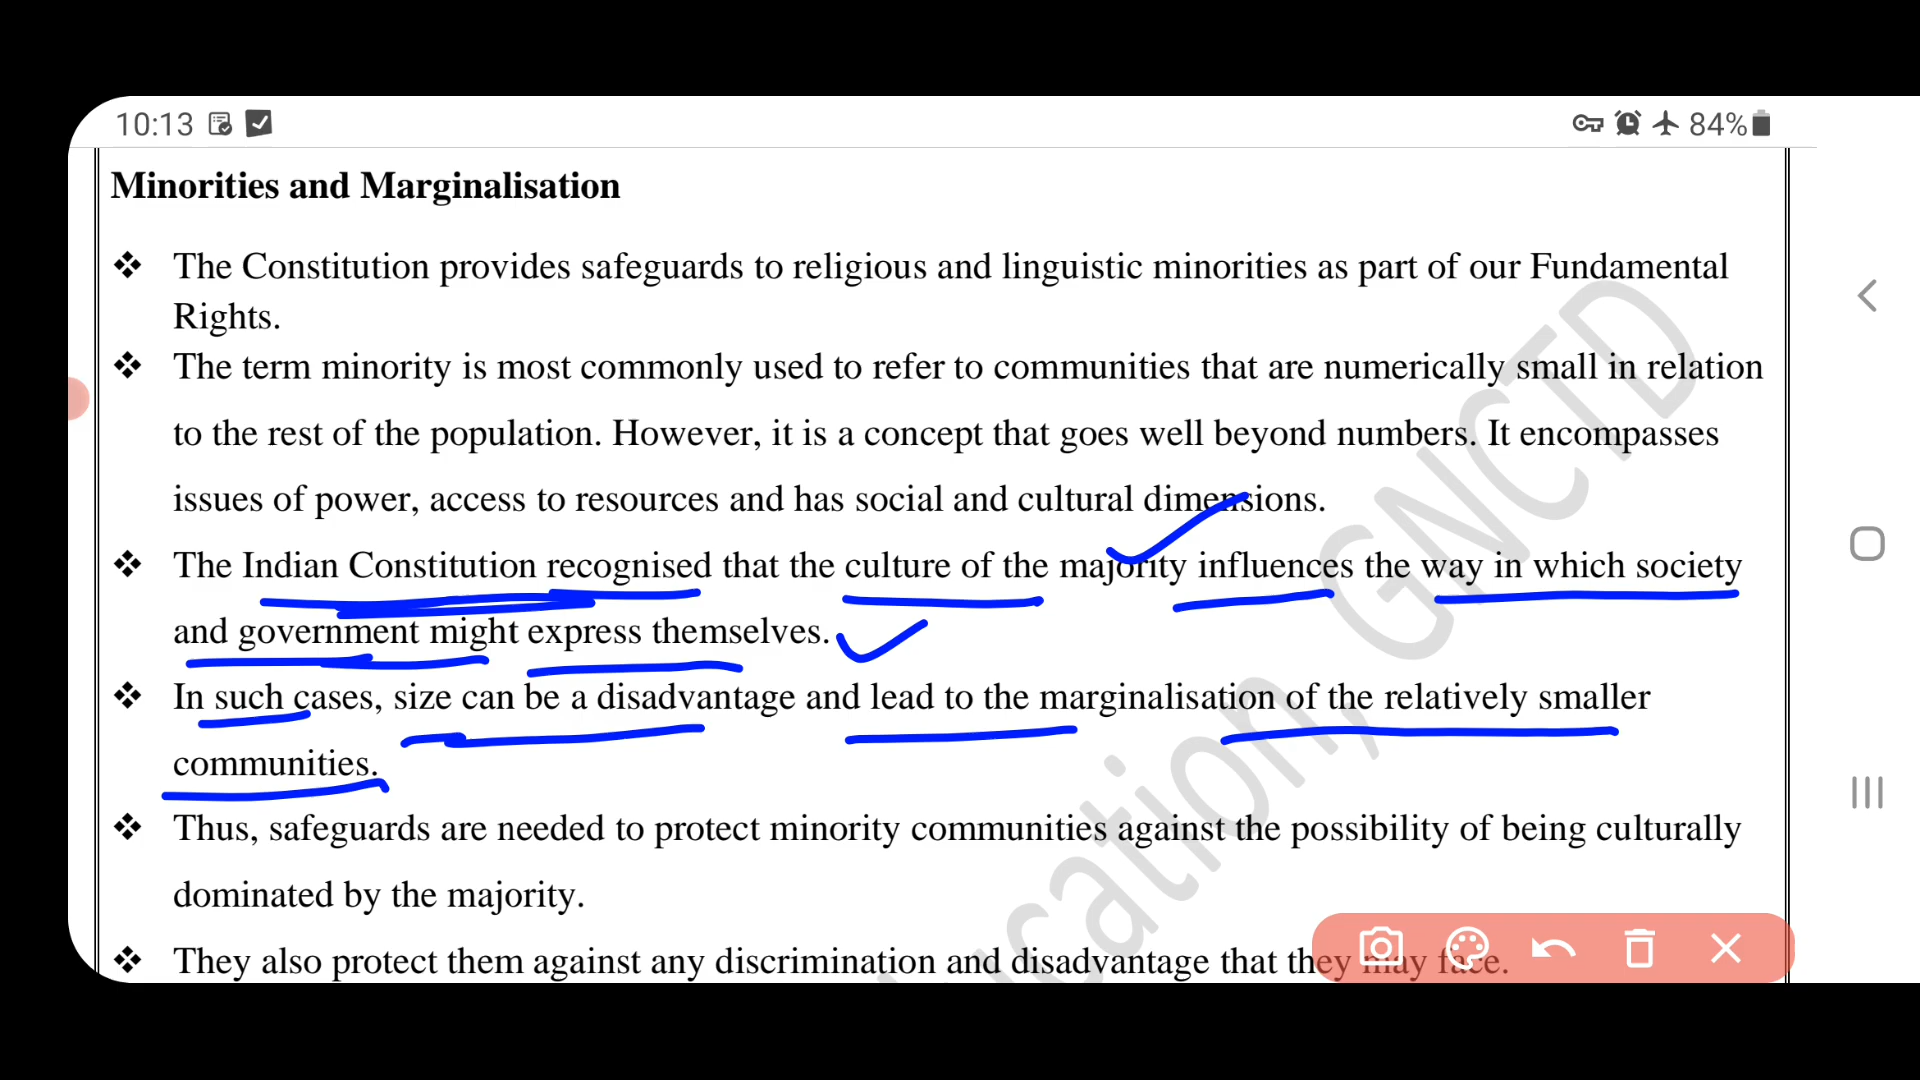 10:13
84%
Minorities and Marginalisation
❖ The Constitution provides safeguards to religious and linguistic minorities as part of our Fundamental
Rights.
❖ The term minority is most commonly used to refer to communities that are numerically small in relation
to the rest of the population. However, it is a concept that goes well beyond numbers. It encompasses
issues of power, access to resources and has social and cultural dimensions.
❖ The Indian Constitution recognised that the culture of the majority influences the way in which society
and government might express themselves.
❖ In such cases, size can be a disadvantage and lead to the marginalisation of the relatively smaller
communities.
❖ Thus, safeguards are needed to protect minority communities against the possibility of being culturally
dominated by the majority.
❖ They also protect them against any discrimination and disadvantage that they may face.
ucation, GNCTD